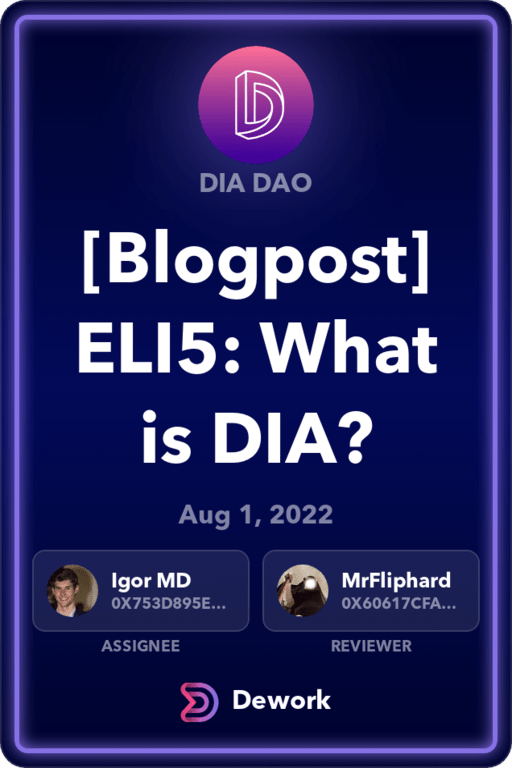 DIA DAO
[Blogpost]
ELI5: What
is DIA?
Aug 1, 2022
Igor MD
0X753D895E...
MrFliphard
0X60617CFA...
ASSIGNEE
REVIEWER
Dework